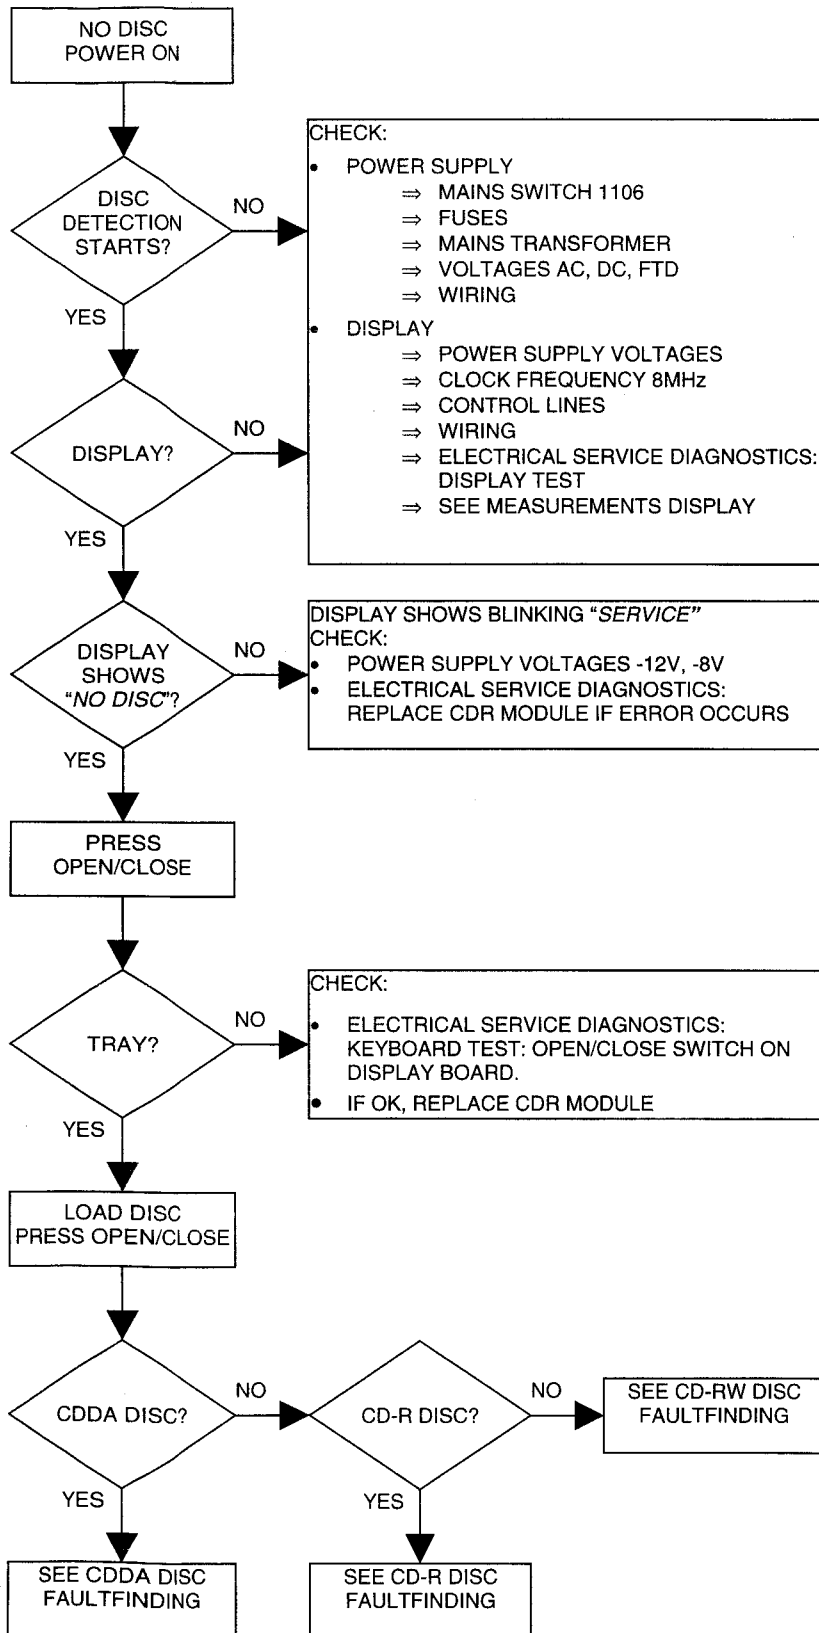 NO DISC
POWER ON
DISC
DETECTION
STARTS?
NO
YES
CHECK:
• POWER SUPPLY
⇒ MAINS SWITCH 1106
⇒ FUSES
⇒ MAINS TRANSFORMER
⇒ VOLTAGES AC, DC, FTD
⇒ WIRING
• DISPLAY
⇒ POWER SUPPLY VOLTAGES
⇒ CLOCK FREQUENCY 8MHz
⇒ CONTROL LINES
⇒ WIRING
⇒ ELECTRICAL SERVICE DIAGNOSTICS:
DISPLAY TEST
⇒ SEE MEASUREMENTS DISPLAY
DISPLAY?
NO
YES
DISPLAY
SHOWS
“NO DISC”?
NO
YES
DISPLAY SHOWS BLINKING “SERVICE”
CHECK:
• POWER SUPPLY VOLTAGES -12V, -8V
• ELECTRICAL SERVICE DIAGNOSTICS:
REPLACE CDR MODULE IF ERROR OCCURS
PRESS
OPEN/CLOSE
TRAY?
NO
YES
CHECK:
• ELECTRICAL SERVICE DIAGNOSTICS:
KEYBOARD TEST: OPEN/CLOSE SWITCH ON
DISPLAY BOARD.
• IF OK, REPLACE CDR MODULE
LOAD DISC
PRESS OPEN/CLOSE
CDDA DISC?
NO
YES
CD-R DISC?
NO
YES
SEE CD-RW DISC
FAULTFINDING
SEE CDDA DISC
FAULTFINDING
SEE CD-R DISC
FAULTFINDING